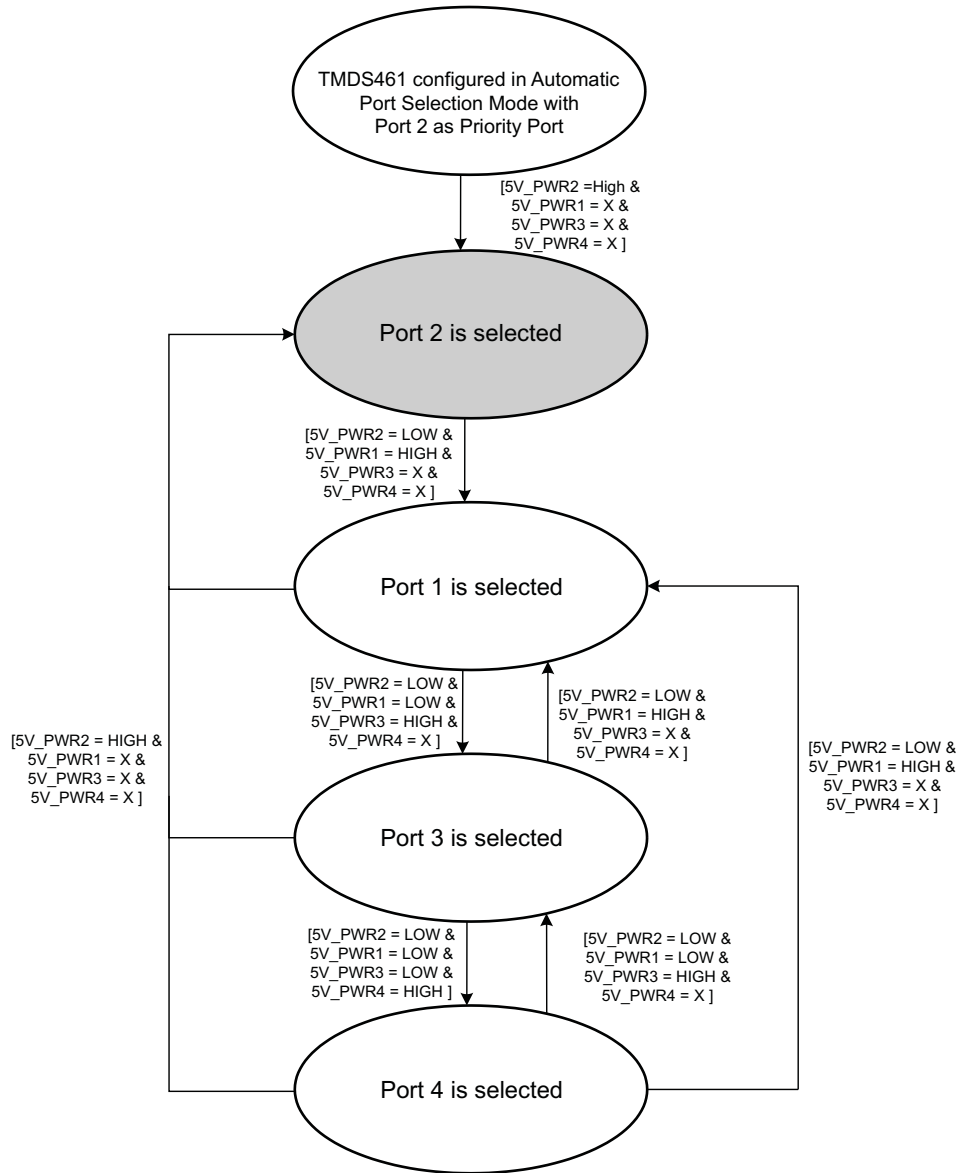 TMDS461 configured in Automatic
Port Selection Mode with
Port 2 as Priority Port
[5V_PWR2 =High &
5V_PWR1 = X &
5V_PWR3 = X &
5V_PWR4 = X ]
Port 2 is selected
[5V_PWR2 = LOW &
5V_PWR1 = HIGH &
5V_PWR3 = X &
5V_PWR4 = X ]
Port 1 is selected
[5V_PWR2 = LOW &
5V_PWR1 = LOW &
5V_PWR3 = HIGH &
5V_PWR4 = X ]
[5V_PWR2 = LOW &
5V_PWR1 = HIGH &
5V_PWR3 = X &
5V_PWR4 = X ]
[5V_PWR2 = HIGH &
5V_PWR1 = X &
5V_PWR3 = X &
5V_PWR4 = X ]
[5V_PWR2 = LOW &
5V_PWR1 = HIGH &
5V_PWR3 = X &
5V_PWR4 = X ]
Port 3 is selected
[5V_PWR2 = LOW &
5V_PWR1 = LOW &
5V_PWR3 = LOW &
5V_PWR4 = HIGH ]
[5V_PWR2 = LOW &
5V_PWR1 = LOW &
5V_PWR3 = HIGH &
5V_PWR4 = X ]
Port 4 is selected